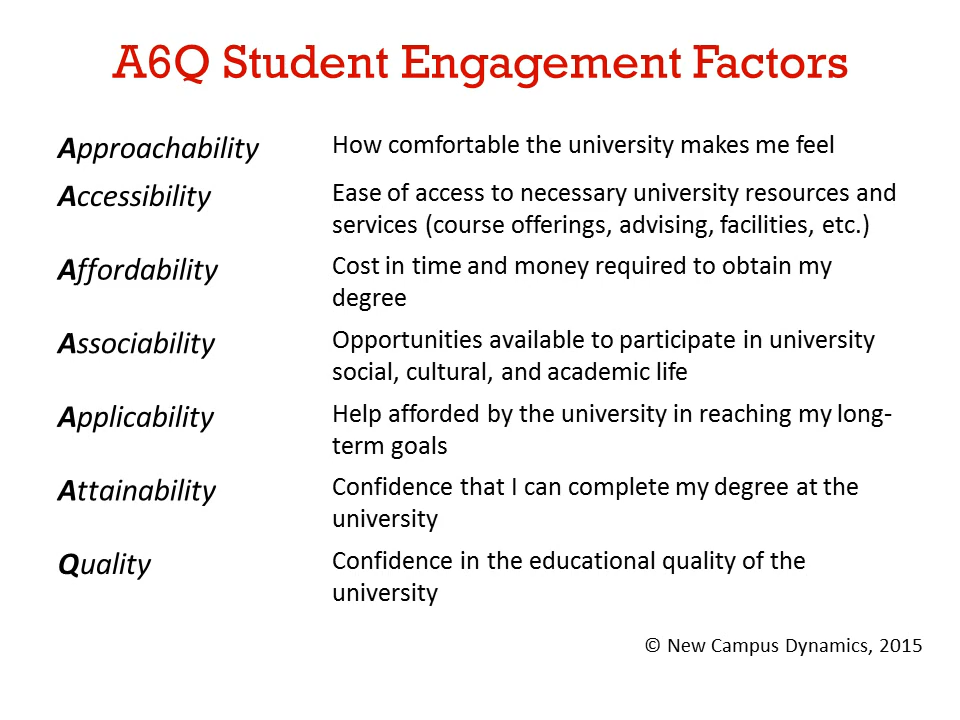 A6Q Student Engagement Factors
Approachability How comfortable the university makes me feel
Accessibility Ease of access to necessary university resources and
services (course offerings, advising, facilities, etc.)
Affordability Cost in time and money required to obtain my
degree
Associability Opportunities available to participate in university
social, cultural, and academic life
Applicability Help afforded by the university in reaching my long-
term goals
Attainability Confidence that I can complete my degree at the
university
Quality Confidence in the educational quality of the
university
© New Campus Dynamics, 2015